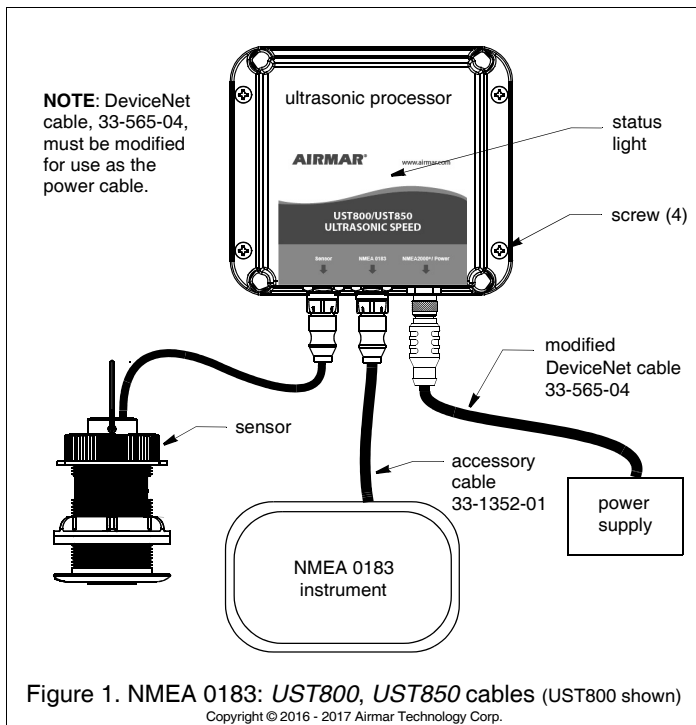 NOTE: DeviceNet
cable, 33-565-04,
must be modified
for use as the
power cable.
ultrasonic processor
status
light
AIRMAR®
www.airmar.com
UST800/UST850
ULTRASONIC SPEED
screw (4)
Sensor
NMEA 0183
NMEA2000® / Power
modified
DeviceNet cable
33-565-04
sensor
accessory
cable
33-1352-01
power
supply
NMEA 0183
instrument
Figure 1. NMEA 0183: UST800, UST850 cables (UST800 shown)
Copyright © 2016 - 2017 Airmar Technology Corp.